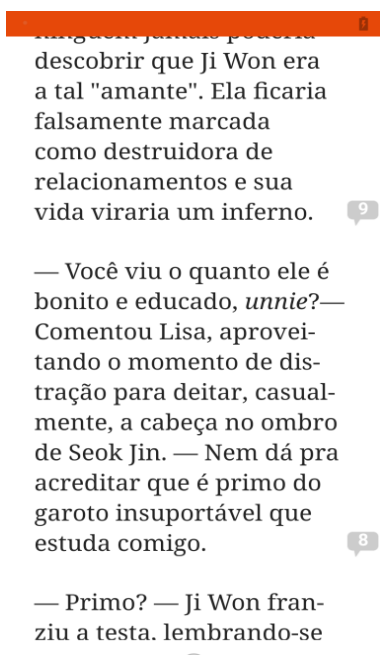 ninguém jamais poderia
descobrir que Ji Won era
a tal "amante". Ela ficaria
falsamente marcada
como destruidora de
relacionamentos e sua
vida viraria um inferno.
9
— Você viu o quanto ele é
bonito e educado, unnie?—
Comentou Lisa, aprovei-
tando o momento de dis-
tração para deitar, casual-
mente, a cabeça no ombro
de Seok Jin. — Nem dá pra
acreditar que é primo do
garoto insuportável que
estuda comigo.
8
— Primo? — Ji Won fran-
ziu a testa, lembrando-se